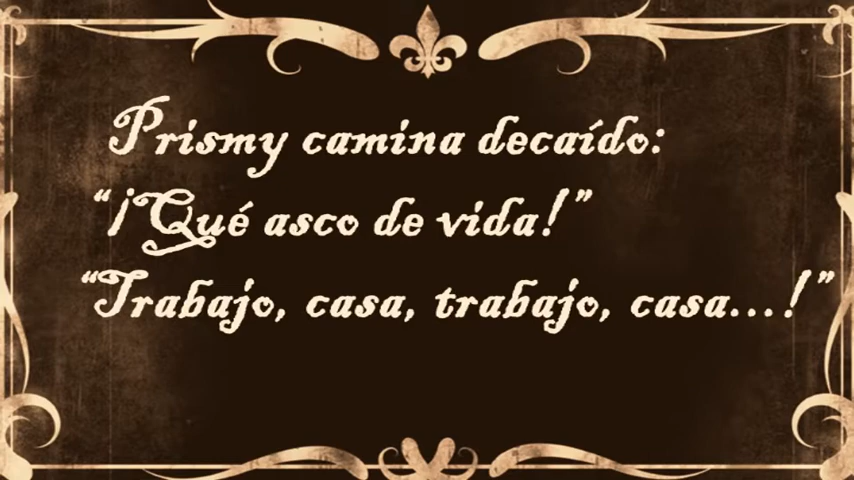 Prismy camina decaído:
“¡Qué asco de vida!”
“Trabajo, casa, trabajo, casa...!”